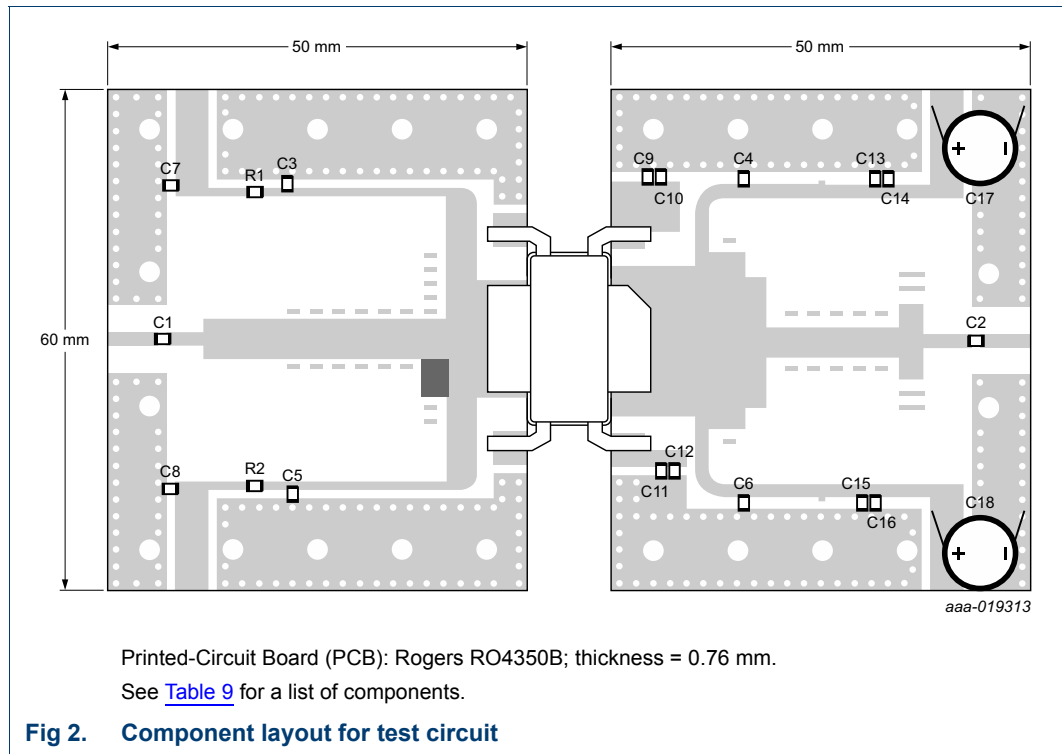 50 mm
50 mm
60 mm
C7
R1
C3
C9
C10
C4
C13
C14
C17
+
C1
C2
C8
R2
C5
C12
C11
C6
C15
C16
C18
+
aaa-019313
Printed-Circuit Board (PCB): Rogers RO4350B; thickness = 0.76 mm.
See Table 9 for a list of components.
Fig 2. Component layout for test circuit